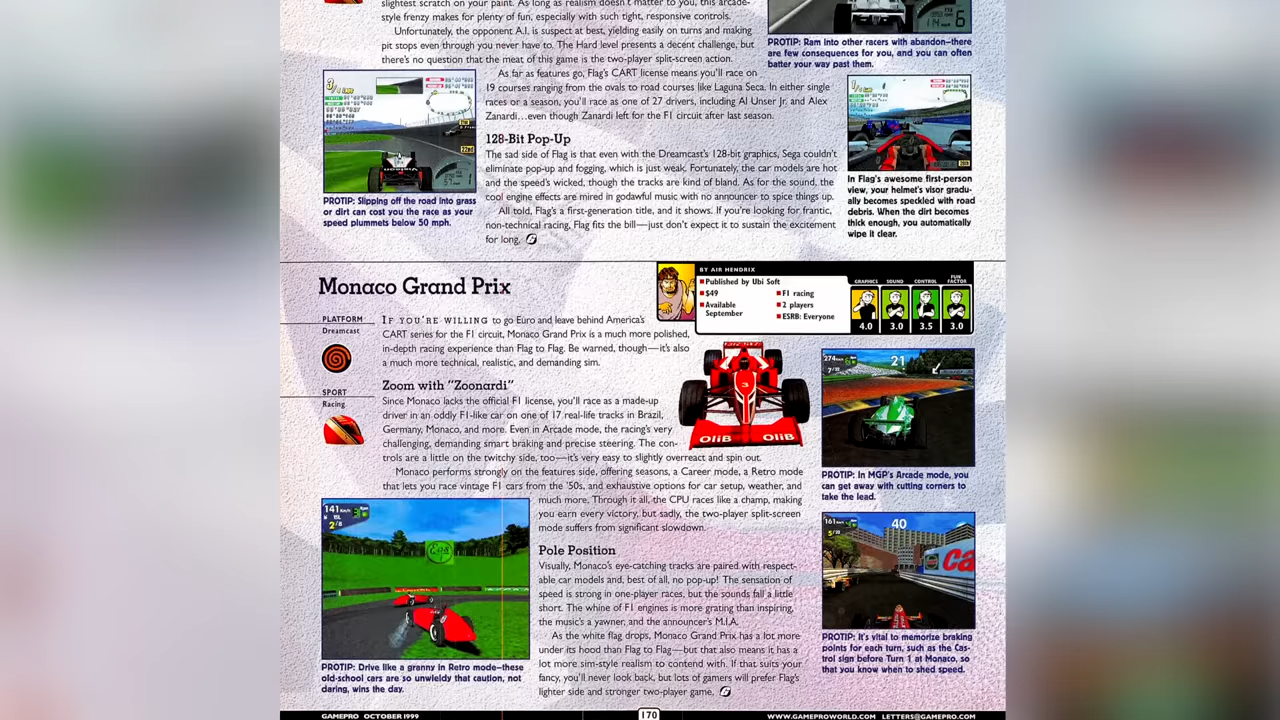 slightest scratch on your paint. As long as realism doesn't matter to you, this arcade-
style frenzy makes for plenty of fun, especially with such tight, responsive controls.
Unfortunately, the opponent A.I. is suspect at best, yielding easily on turns and making
pit stops even through you never have to. The Hard level presents a decent challenge, but
there's no question that the meat of this game is the two-player split-screen action.
As far as features go, Flag's CART license means you'll race on
19 courses ranging from the ovals to road courses like Laguna Seca. In either single
races or a season, you'll race as one of 27 drivers, including Al Unser Jr. and Alex
Zanardi...even though Zanardi left for the F1 circuit after last season.
128-Bit Pop-Up
The sad side of Flag is that even with the Dreamcast's 128-bit graphics, Sega couldn't
eliminate pop-up and fogging, which is just weak. Fortunately, the car models are hot
and the speed's wicked, though the tracks are kind of bland. As for the sound, the
cool engine effects are mired in godawful music with no announcer to spice things up.
All told, Flag's a first-generation title, and it shows. If you're looking for frantic,
non-technical racing, Flag fits the bill—just don't expect it to sustain the excitement
for long.
PROTIP: Slipping off the road into grass
or dirt can cost you the race as your
speed plummets below 50 mph.
6
PROTIP: Ram into other racers with abandon—there
are few consequences for you, and you can often
batter your way past them.
In Flag's awesome first-person
view, your helmet's visor gradu-
ally becomes speckled with road
debris. When the dirt becomes
thick enough, you automatically
wipe it clear.
Monaco Grand Prix
BY AIR HENDRIX
Published by Ubi Soft
$49
Available
September
F1 racing
2 players
ESRB: Everyone
GRAPHICS SOUND CONTROL FUN FACTOR
4.0 3.0 3.5 3.0
PLATFORM
Dreamcast
SPORT
Racing
IF YOU'RE WILLING to go Euro and leave behind America's
CART series for the F1 circuit, Monaco Grand Prix is a much more polished,
in-depth racing experience than Flag to Flag. Be warned, though—it's also
a much more technical, realistic, and demanding sim.
Zoom with "Zoonardi"
Since Monaco lacks the official F1 license, you'll race as a made-up
driver in an oddly F1-like car on one of 17 real-life tracks in Brazil,
Germany, Monaco, and more. Even in Arcade mode, the racing's very
challenging, demanding smart braking and precise steering. The con-
trols are a little on the twitchy side, too—it's very easy to slightly overreact and spin out.
Monaco performs strongly on the features side, offering seasons, a Career mode, a Retro mode
that lets you race vintage F1 cars from the '50s, and exhaustive options for car setup, weather, and
much more. Through it all, the CPU races like a champ, making
you earn every victory, but sadly, the two-player split-screen
mode suffers from significant slowdown.
Pole Position
Visually, Monaco's eye-catching tracks are paired with respect-
able car models and, best of all, no pop-up! The sensation of
speed is strong in one-player races, but the sounds fall a little
short. The whine of F1 engines is more grating than inspiring,
the music's a yawner, and the announcer's M.I.A.
As the white flag drops, Monaco Grand Prix has a lot more
under its hood than Flag to Flag—but that also means it has a
lot more sim-style realism to contend with. If that suits your
fancy, you'll never look back, but lots of gamers will prefer Flag's
lighter side and stronger two-player game.
3
OliB OliB
274
21
7/
PROTIP: In MGP's Arcade mode, you
can get away with cutting corners to
take the lead.
141
2/8
PROTIP: Drive like a granny in Retro mode—these
old-school cars are so unwieldy that caution, not
daring, wins the day.
161
40
Ca
PROTIP: It's vital to memorize braking
points for each turn, such as the Cas-
trol sign before Turn 1 at Monaco, so
that you know when to shed speed.
GAMEPRO OCTOBER 1999
170
WWW.GAMEPROWORLD.COM LETTERS@GAMEPRO.COM